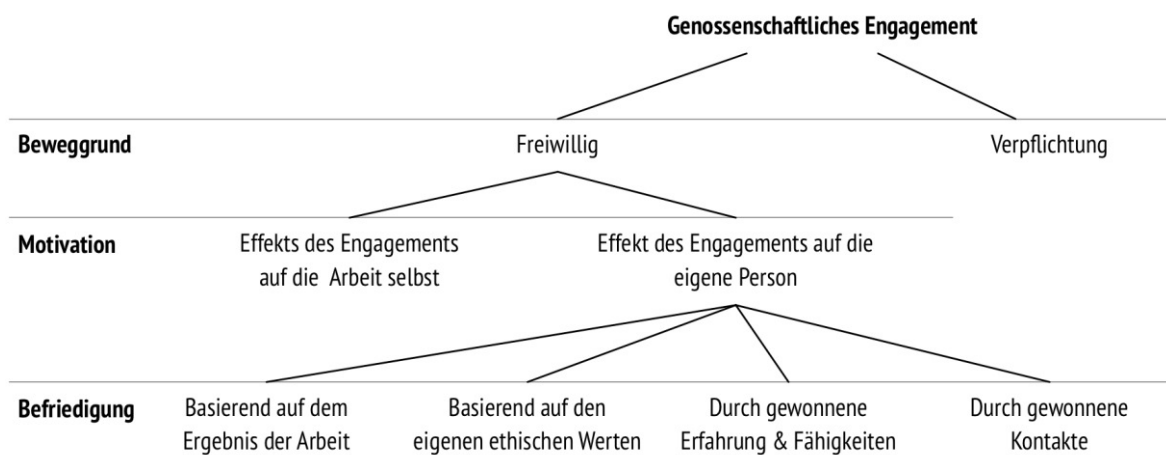 Genossenschaftliches Engagement
Beweggrund
Freiwillig
Verpflichtung
Motivation
Effekts des Engagements
auf die Arbeit selbst
Effekt des Engagements auf die
eigene Person
Befriedigung
Basierend auf dem
Ergebnis der Arbeit
Basierend auf den
eigenen ethischen Werten
Durch gewonnene
Erfahrung & Fähigkeiten
Durch gewonnene
Kontakte